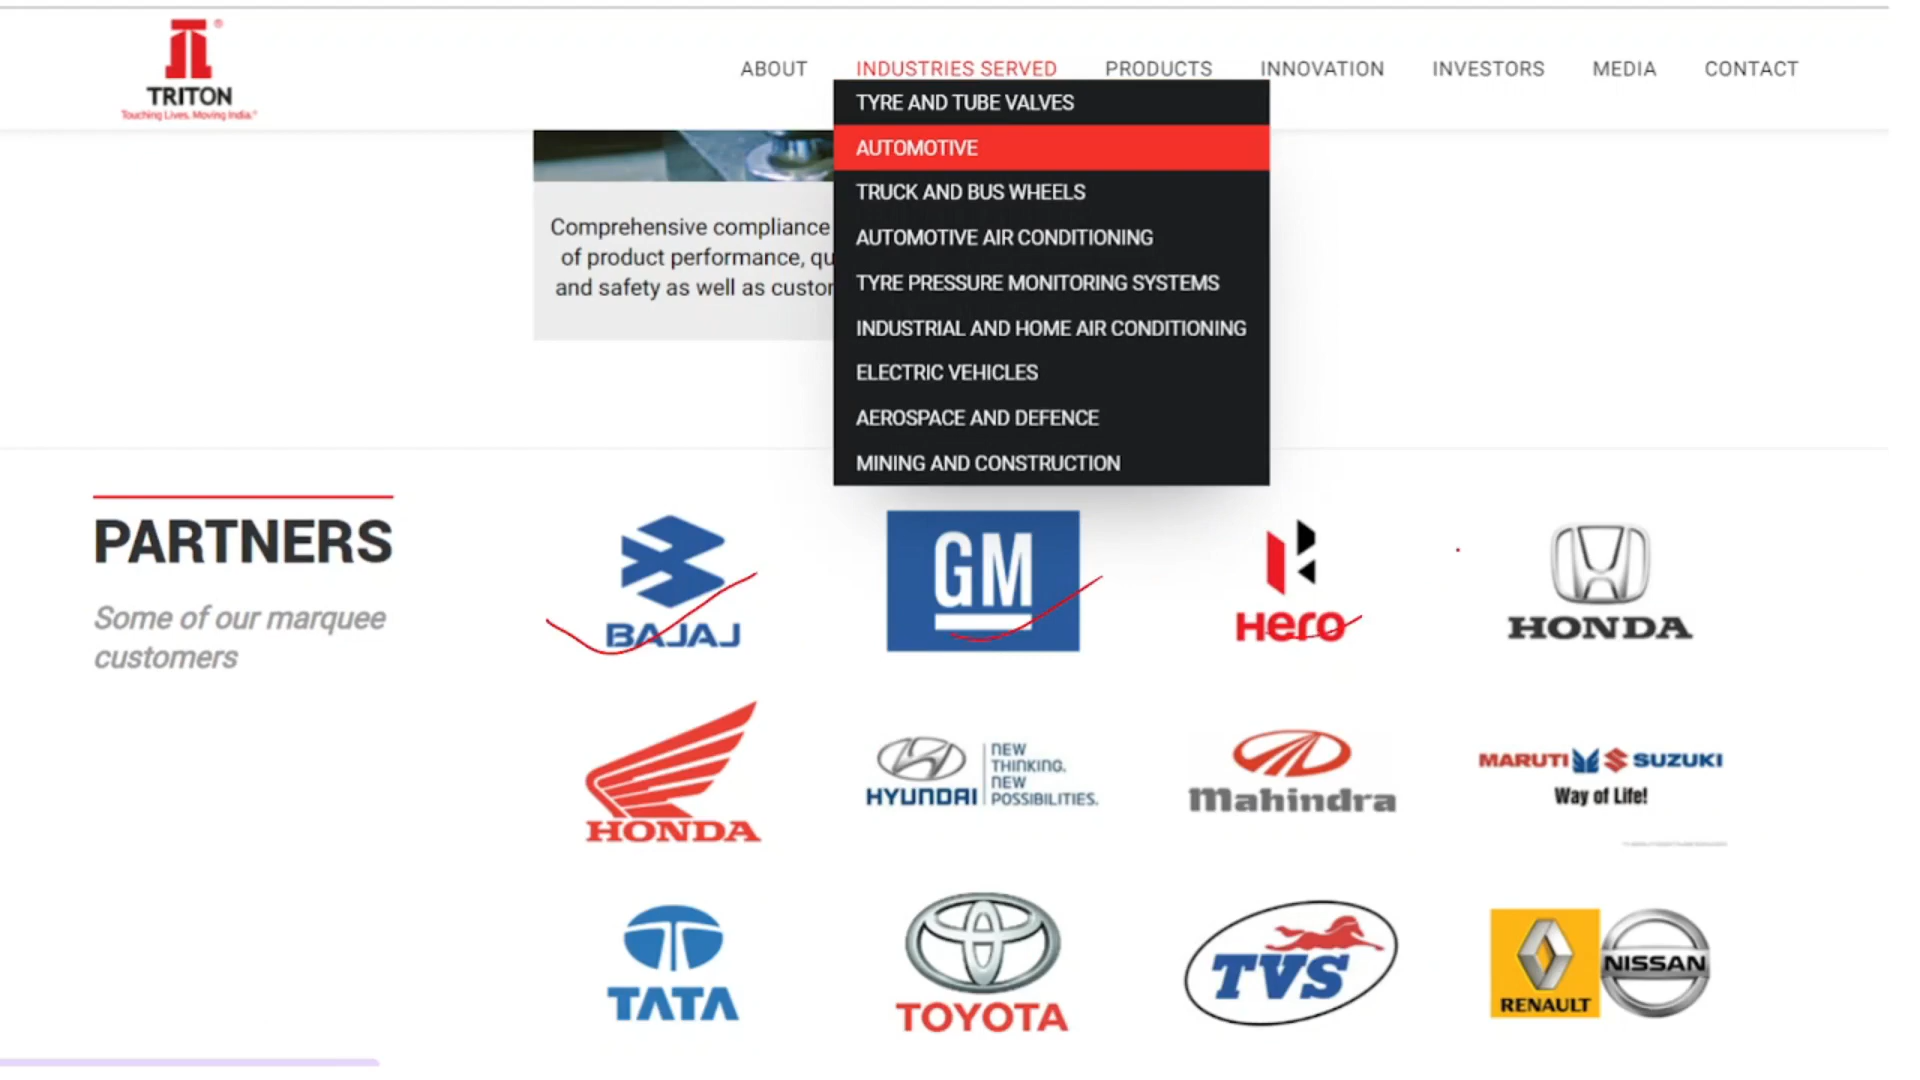 TRITON
Touching Lives. Moving India.
ABOUT
INDUSTRIES SERVED
PRODUCTS
INNOVATION
INVESTORS
MEDIA
CONTACT
TYRE AND TUBE VALVES
AUTOMOTIVE
TRUCK AND BUS WHEELS
AUTOMOTIVE AIR CONDITIONING
TYRE PRESSURE MONITORING SYSTEMS
INDUSTRIAL AND HOME AIR CONDITIONING
ELECTRIC VEHICLES
AEROSPACE AND DEFENCE
MINING AND CONSTRUCTION
Comprehensive compliance
of product performance, qu
and safety as well as custo
PARTNERS
Some of our marquee
customers
BAJAJ
GM
Hero
HONDA
HONDA
HYUNDAI
NEW
THINKING.
NEW
POSSIBILITIES.
Mahindra
MARUTI SUZUKI
Way of Life!
TATA
TOYOTA
TVS
RENAULT
NISSAN